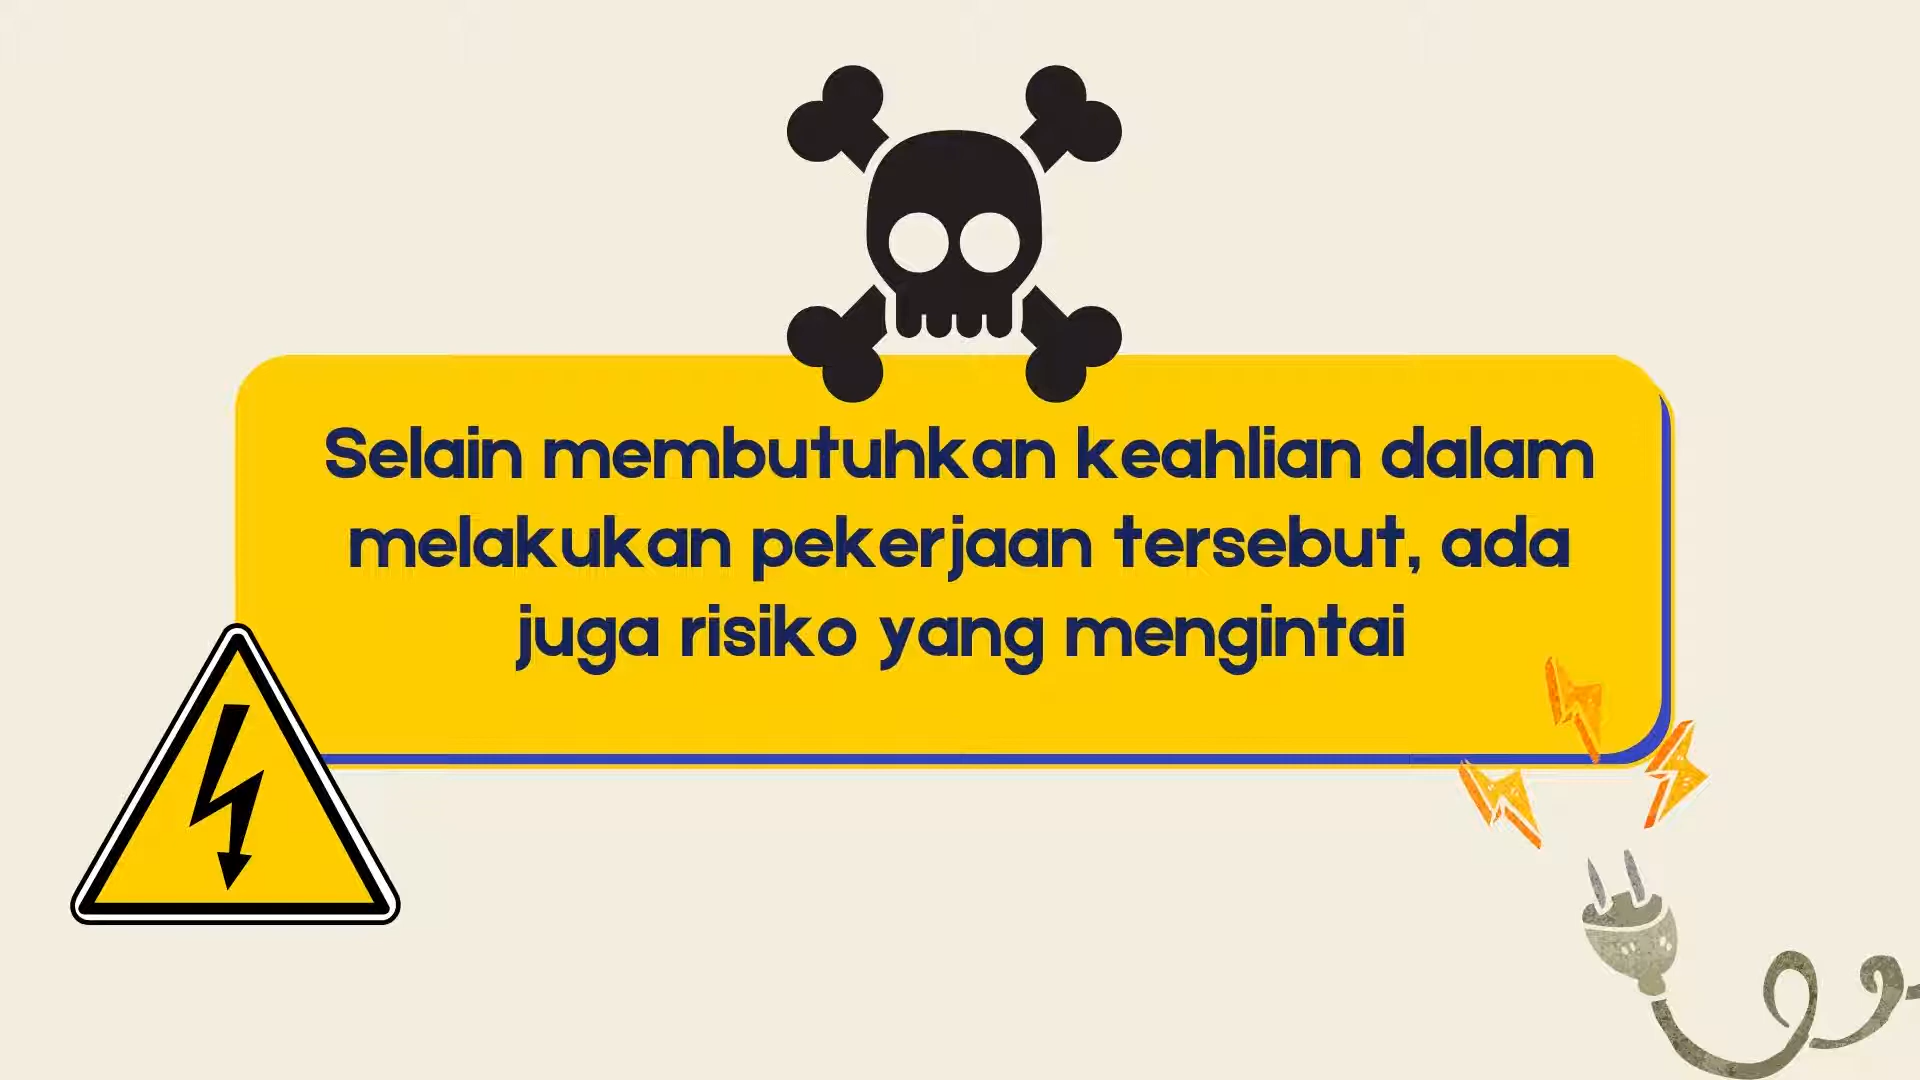 Selain membutuhkan keahlian dalam
melakukan pekerjaan tersebut, ada
juga risiko yang mengintai